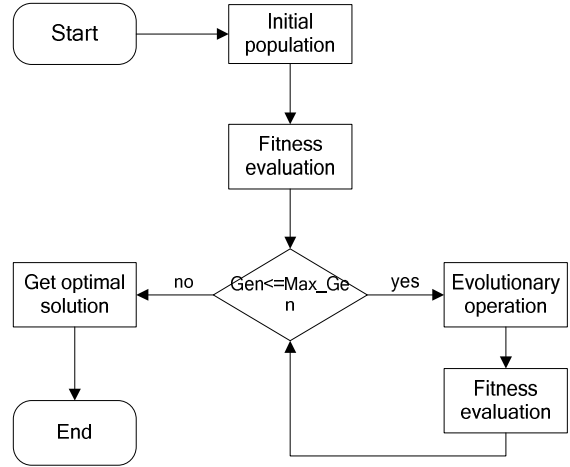 Start
Initial
population
Fitness
evaluation
Gen<=Max_Ge
n
no
yes
Get optimal
solution
Evolutionary
operation
Fitness
evaluation
End